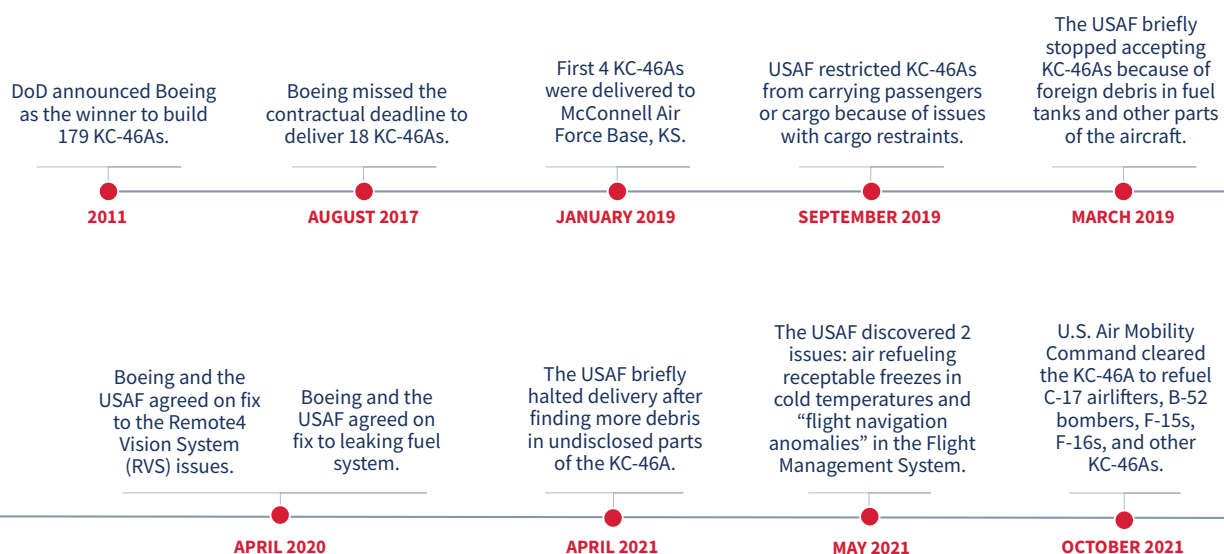 DoD announced Boeing
as the winner to build
179 KC-46As.
2011
Boeing missed the
contractual deadline to
deliver 18 KC-46As.
AUGUST 2017
First 4 KC-46As
were delivered to
McConnell Air
Force Base, KS.
JANUARY 2019
USAF restricted KC-46As
from carrying passengers
or cargo because of issues
with cargo restraints.
SEPTEMBER 2019
The USAF briefly
stopped accepting
KC-46As because of
foreign debris in fuel
tanks and other parts
of the aircraft.
MARCH 2019
Boeing and the
USAF agreed on fix
to the Remote4
Vision System
(RVS) issues.
Boeing and the
USAF agreed on
fix to leaking fuel
system.
APRIL 2020
The USAF briefly
halted delivery after
finding more debris
in undisclosed parts
of the KC-46A.
APRIL 2021
The USAF discovered 2
issues: air refueling
receptable freezes in
cold temperatures and
“flight navigation
anomalies” in the Flight
Management System.
MAY 2021
U.S. Air Mobility
Command cleared
the KC-46A to refuel
C-17 airlifters, B-52
bombers, F-15s,
F-16s, and other
KC-46As.
OCTOBER 2021